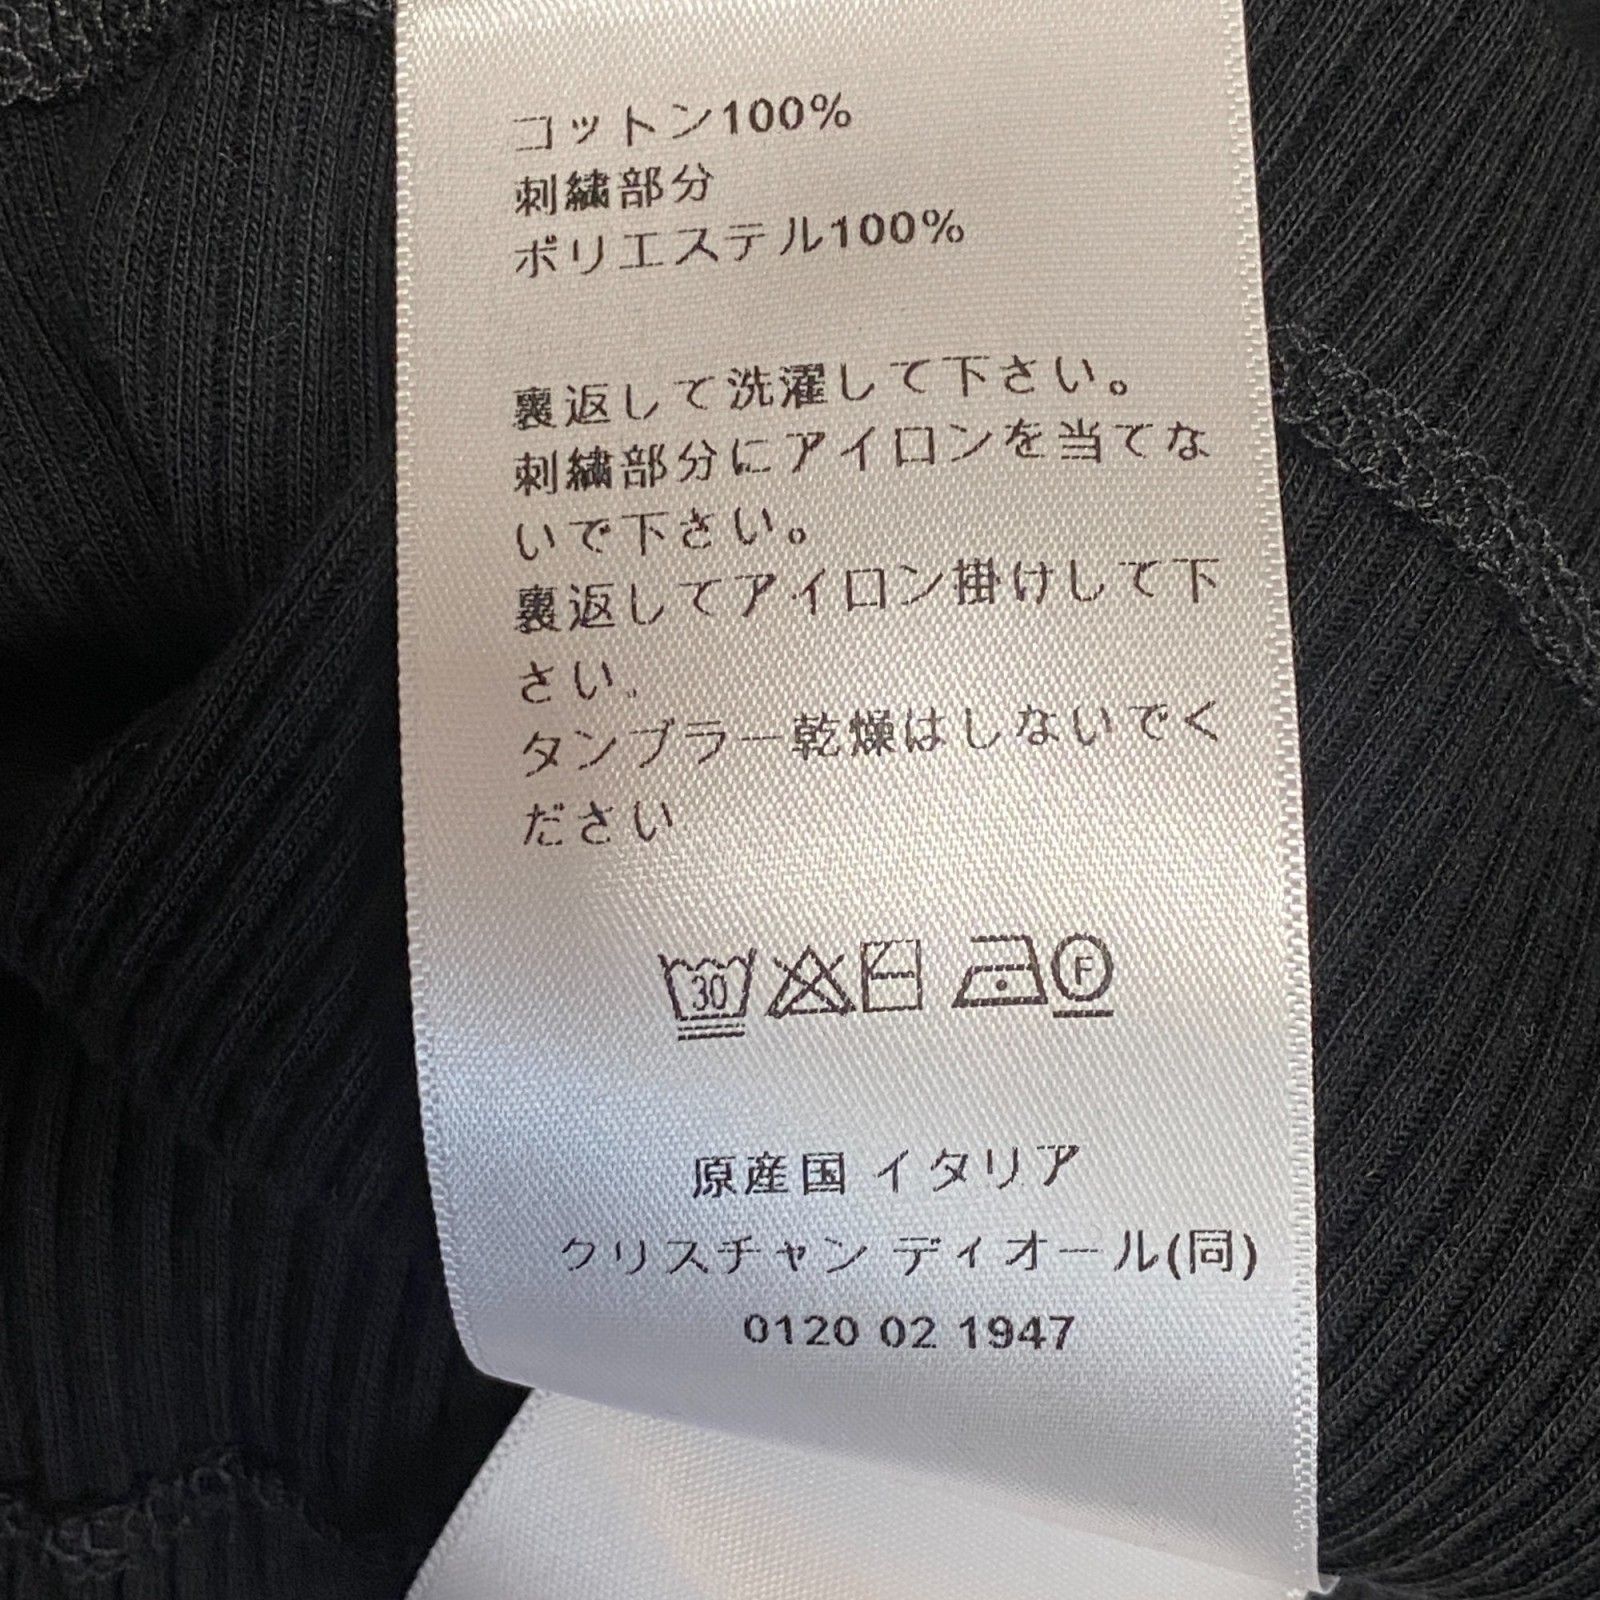 コットン100%
刺繍部分
ポリエステル100%
裏返して洗濯して下さい。
刺繍部分にアイロンを当てな
いで下さい。
裏返してアイロン掛けして下
さい。
タンブラー乾燥はしないでく
ださい
30 F
原産国 イタリア
クリスチャン ディオール(同)
0120 02 1947